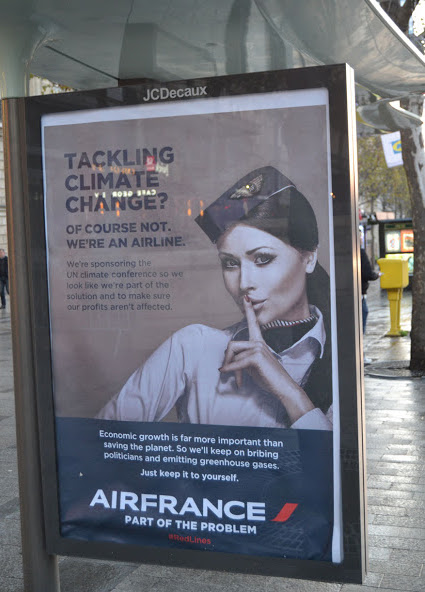 JCDecaux
TACKLING
CLIMATE
CHANGE?
OF COURSE NOT.
WE'RE AN AIRLINE.
We're sponsoring the
UN climate conference so we
look like we're part of the
solution and to make sure
our profits aren't affected.
Economic growth is far more important than
saving the planet. So we'll keep on bribing
politicians and emitting greenhouse gases.
Just keep it to yourself.
AIRFRANCE
PART OF THE PROBLEM
#RedLines